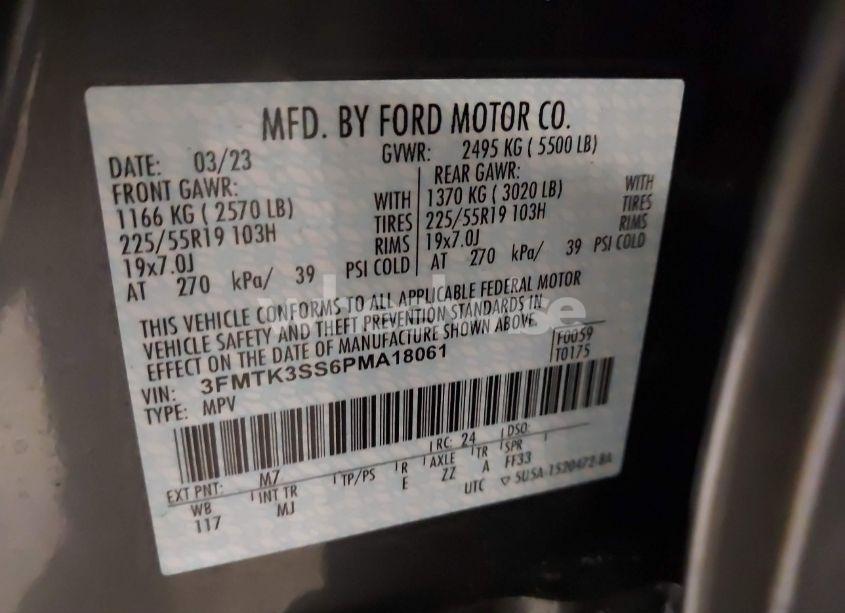 MFD. BY FORD MOTOR CO.
DATE: 03/23 GVWR: 2495 KG ( 5500 LB)
FRONT GAWR: REAR GAWR:
1166 KG ( 2570 LB) WITH 1370 KG ( 3020 LB) WITH
225/55R19 103H TIRES 225/55R19 103H TIRES
19x7.0J RIMS 19x7.0J RIMS
AT 270 kPa/ 39 PSI COLD AT 270 kPa/ 39 PSI COLD
THIS VEHICLE CONFORMS TO ALL APPLICABLE FEDERAL MOTOR
VEHICLE SAFETY AND THEFT PREVENTION STANDARDS IN
EFFECT ON THE DATE OF MANUFACTURE SHOWN ABOVE.
F0059
VIN: 3FMTK3SS6PMA18061 T0175
TYPE: MPV
RC: 24 DSO:
EXT PNT: M7 TP/PS R AXLE TR SPR
WB INT TR E ZZ A FF33
117 MJ UTC 5U5A-1520472-BA